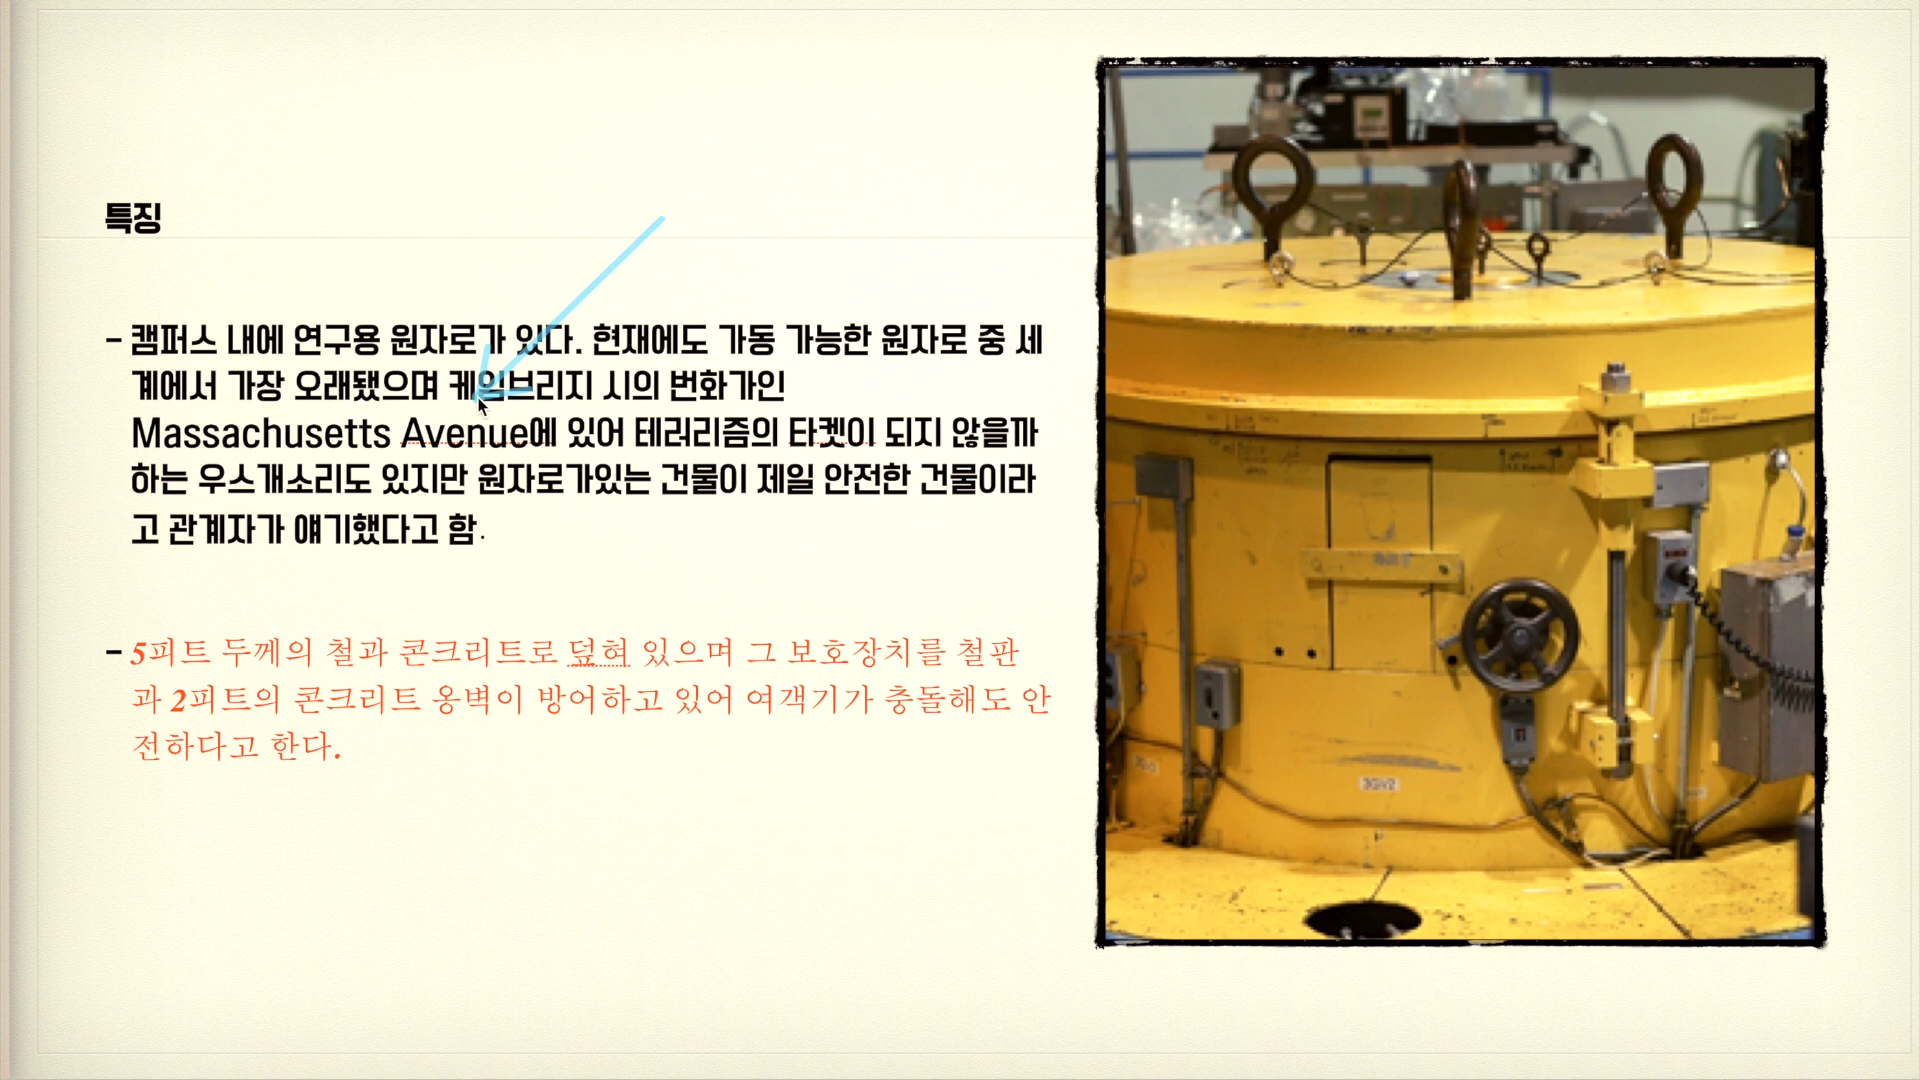 특징
- 캠퍼스 내에 연구용 원자로가 있다. 현재에도 가동 가능한 원자로 중 세
계에서 가장 오래됐으며 케임브리지 시의 번화가인
Massachusetts Avenue에 있어 테러리즘의 타켓이 되지 않을까
하는 우스개소리도 있지만 원자로가있는 건물이 제일 안전한 건물이라
고 관계자가 얘기했다고 함.
- 5피트 두께의 철과 콘크리트로 덮혀 있으며 그 보호장치를 철판
과 2피트의 콘크리트 옹벽이 방어하고 있어 여객기가 충돌해도 안
전하다고 한다.
3GV2